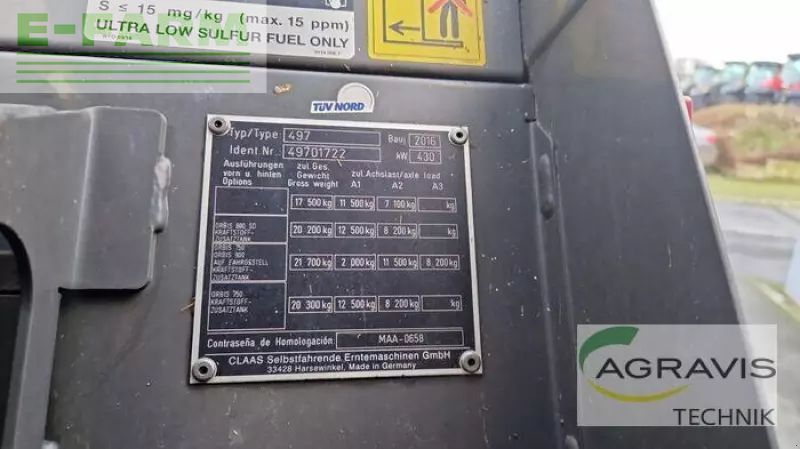 S ≤ 15 mg/kg (max. 15 ppm)
ULTRA LOW SULFUR FUEL ONLY
E-FARM
TÜV NORD
Typ/Type 497 Bauj 2016
Ident.Nr. 49701722 kW 430
Ausführungen zul. Ges.
vorn u. hinten Gewicht zul. Achslast/axle load
Options Gross weight A1 A2 A3
17 500 kg 11 500 kg 7 100 kg kg
ORBIS 600 SD
KRAFTSTOFF- 20 200 kg 12 500 kg 8 200 kg kg
ZUSATZTANK
ORBIS 750
ORBIS 900
AUF FAHRGESTELL 21 700 kg 2 000 kg 11 500 kg 8 200 kg
KRAFTSTOFF-
ZUSATZTANK
ORBIS 750
KRAFTSTOFF- 20 300 kg 12 500 kg 8 200 kg kg
ZUSATZTANK
Contraseña de Homologación MAA-0658
CLAAS Selbstfahrende Erntemaschinen GmbH
33428 Harsewinkel, Made in Germany
AGRAVIS
TECHNIK